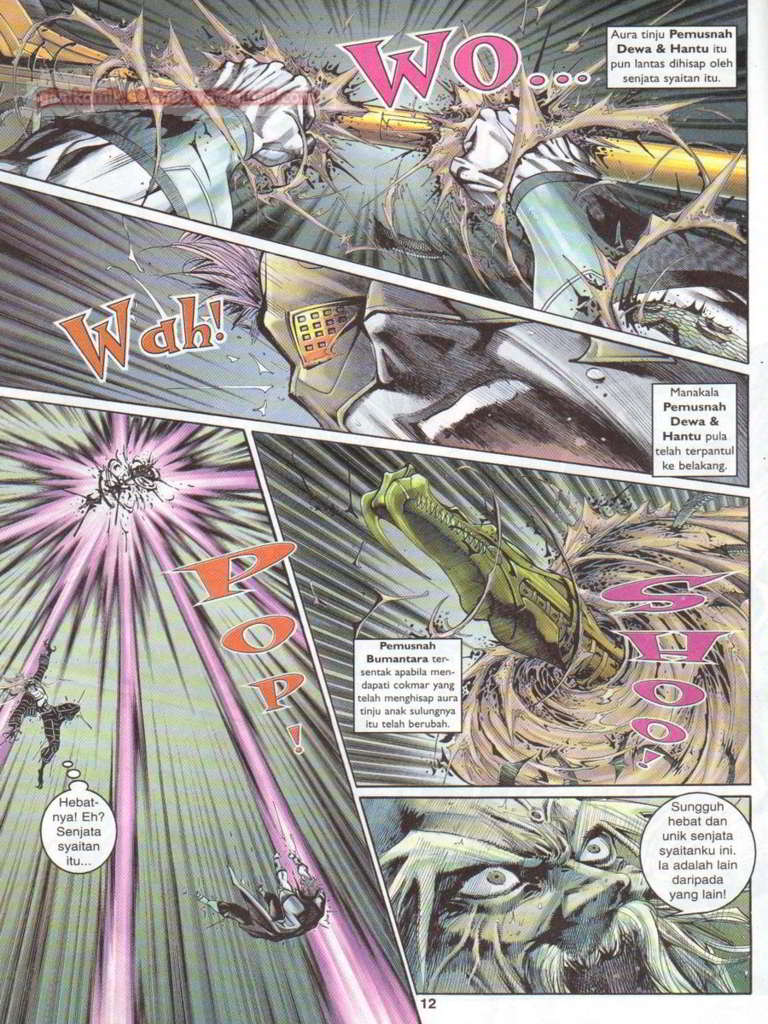 WO...
Aura tinju Pemusnah
Dewa & Hantu itu
pun lantas dihisap oleh
senjata syaitan itu.
Wah!
Manakala
Pemusnah
Dewa &
Hantu pula
telah terpantul
ke belakang.
POP!
Hebat-
nya! Eh?
Senjata
syaitan
itu...
Pemusnah
Bumantara ter-
sentak apabila men-
dapati cokmar yang
telah menghisap aura
tinju anak sulungnya
itu telah berubah.
SHOO!
Sungguh
hebat dan
unik senjata
syaitanku ini.
Ia adalah lain
daripada
yang lain!
12